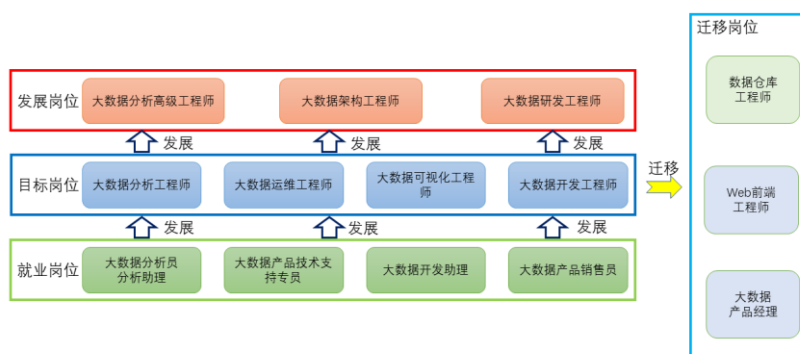 迁移岗位
数据仓库
工程师
发展岗位
大数据分析高级工程师
大数据架构工程师
大数据研发工程师
发展
发展
发展
目标岗位
大数据分析工程师
大数据运维工程师
大数据可视化工程
师
大数据开发工程师
迁移
Web前端
工程师
发展
发展
发展
就业岗位
大数据分析员
分析助理
大数据产品技术支
持专员
大数据开发助理
大数据产品销售员
大数据
产品经理